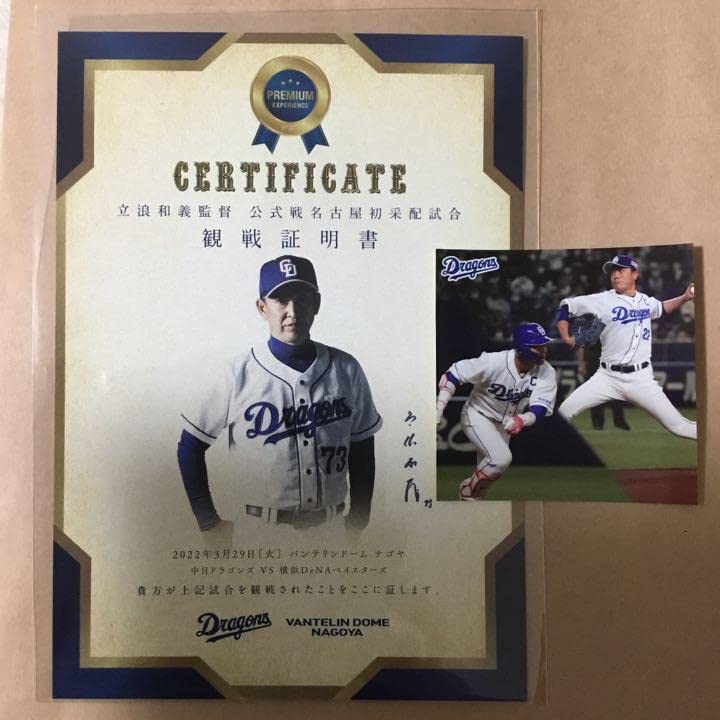 PREMIUM
EXPERIENCE
CERTIFICATE
立浪和義監督 公式戦名古屋初采配試合
観戦証明書
CD
Dragons
73
2022年3月29日[火] バンテリンドーム ナゴヤ
中日ドラゴンズ VS 横浜DeNAベイスターズ
貴方が上記試合を観戦されたことをここに証します。
Dragons
VANTELIN DOME
NAGOYA
Dragons
Dragons
22
C
Dragons